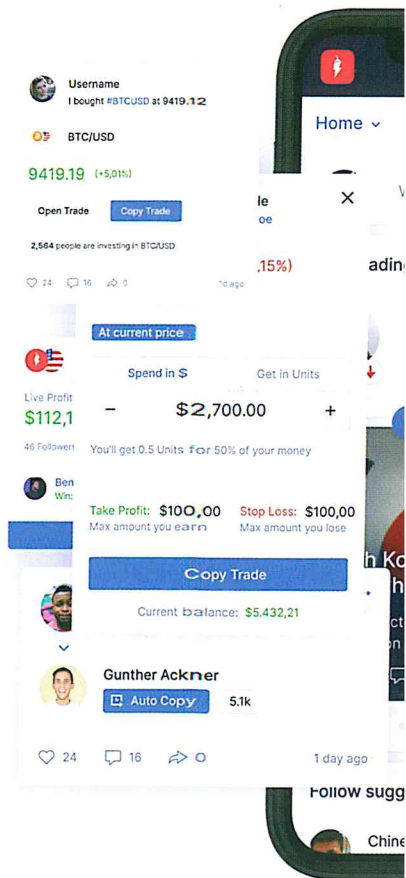 Username
I bought #BTCUSD at 9419.12
BTC/USD
9419.19 (+5,01%)
Open Trade Copy Trade
2,564 people are investing in BTC/USD
24 16 0 1d ago
Home
,15%)
At current price
Spend in $ Get in Units
- $2,700.00 +
You'll get 0.5 Units for 50% of your money
Live Profit
$112,1
46 Followers
Ben
Take Profit: $100,00 Stop Loss: $100,00
Max amount you earn Max amount you lose
Copy Trade
Current balance: $5.432,21
Gunther Ackner
Auto Copy 5.1k
24 16 0 1 day ago
Follow sugg
Chine